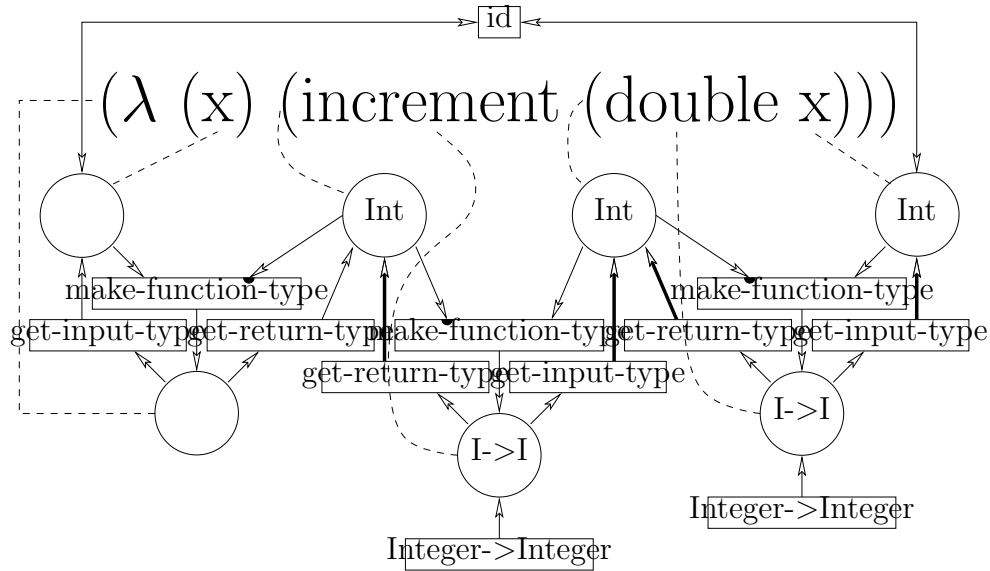 id
(λ (x) (increment (double x)))
Int
Int
Int
make-function-type
make-function-type
get-input-type
get-return-type
make-function-type
get-return-type
get-input-type
get-return-type
get-input-type
I->I
I->I
Integer->Integer
Integer->Integer